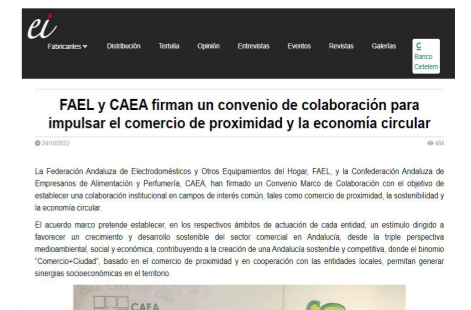 ei
Fabricantes Distribución Tertulia Opinión Entrevistas Eventos Revistas Galerías
Banco
Cetelem
FAEL y CAEA firman un convenio de colaboración para
impulsar el comercio de proximidad y la economía circular
24/10/2022 484
La Federación Andaluza de Electrodomésticos y Otros Equipamientos del Hogar, FAEL, y la Confederación Andaluza de
Empresarios de Alimentación y Perfumería, CAEA, han firmado un Convenio Marco de Colaboración con el objetivo de
establecer una colaboración institucional en campos de interés común, tales como comercio de proximidad, la sostenibilidad y
la economía circular.
El acuerdo marco pretende establecer, en los respectivos ámbitos de actuación de cada entidad, un estímulo dirigido a
favorecer un crecimiento y desarrollo sostenible del sector comercial en Andalucía, desde la triple perspectiva
medioambiental, social y económica, contribuyendo a la creación de una Andalucía sostenible y competitiva, donde el binomio
"Comercio+Ciudad", basado en el comercio de proximidad y en cooperación con las entidades locales, permitan generar
sinergias socioeconómicas en el territorio.
CAEA